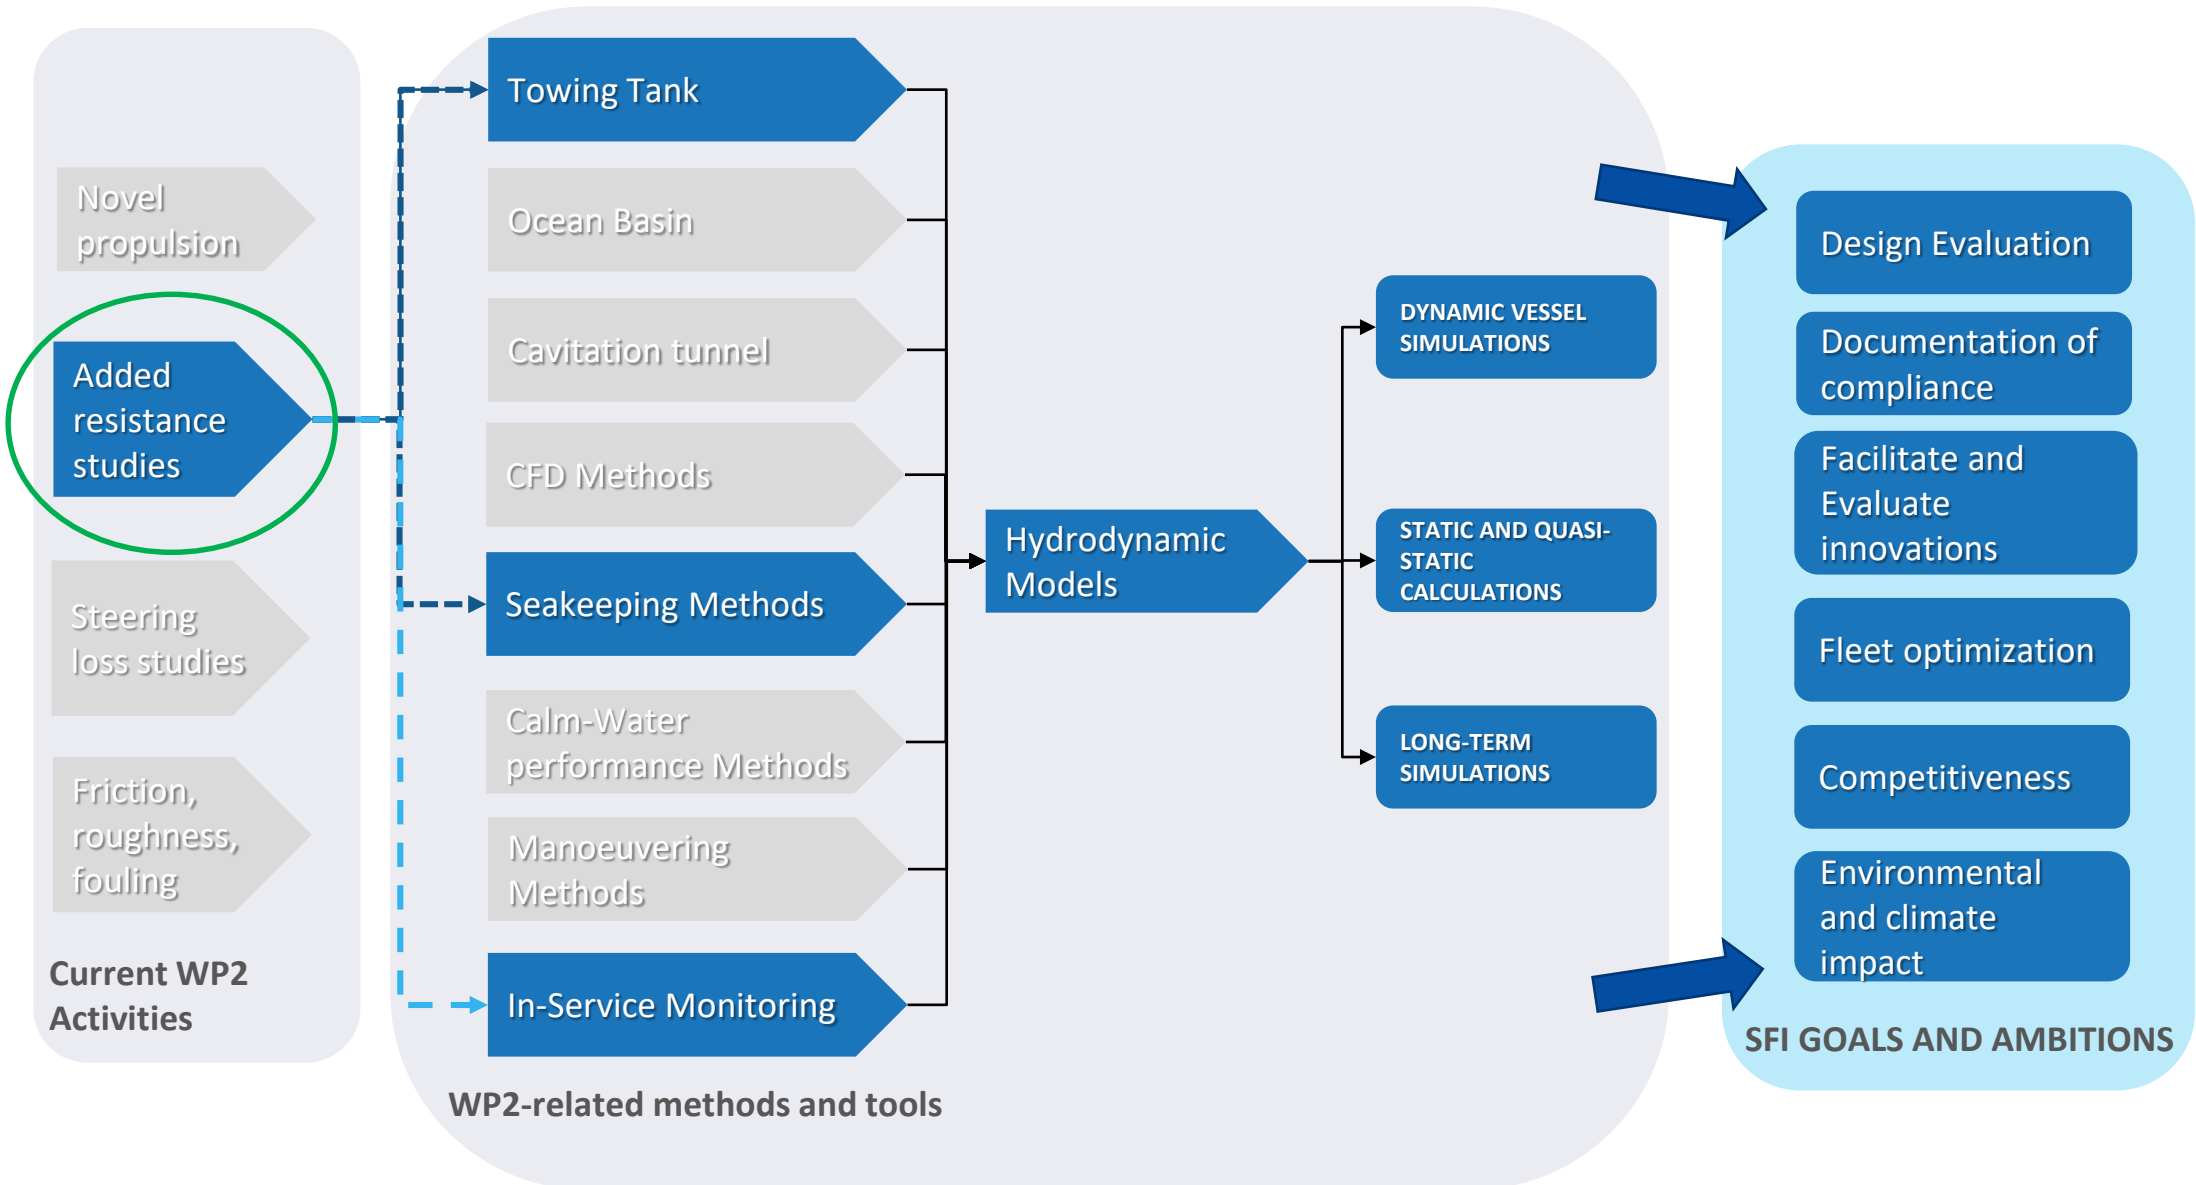 Novel
propulsion
Added
resistance
studies
Steering
loss studies
Friction,
roughness,
fouling
Current WP2
Activities
Towing Tank
Ocean Basin
Cavitation tunnel
CFD Methods
Seakeeping Methods
Calm-Water
performance Methods
Manoeuvering
Methods
In-Service Monitoring
WP2-related methods and tools
Hydrodynamic
Models
DYNAMIC VESSEL
SIMULATIONS
STATIC AND QUASI-
STATIC
CALCULATIONS
LONG-TERM
SIMULATIONS
Design Evaluation
Documentation of
compliance
Facilitate and
Evaluate
innovations
Fleet optimization
Competitiveness
Environmental
and climate
impact
SFI GOALS AND AMBITIONS